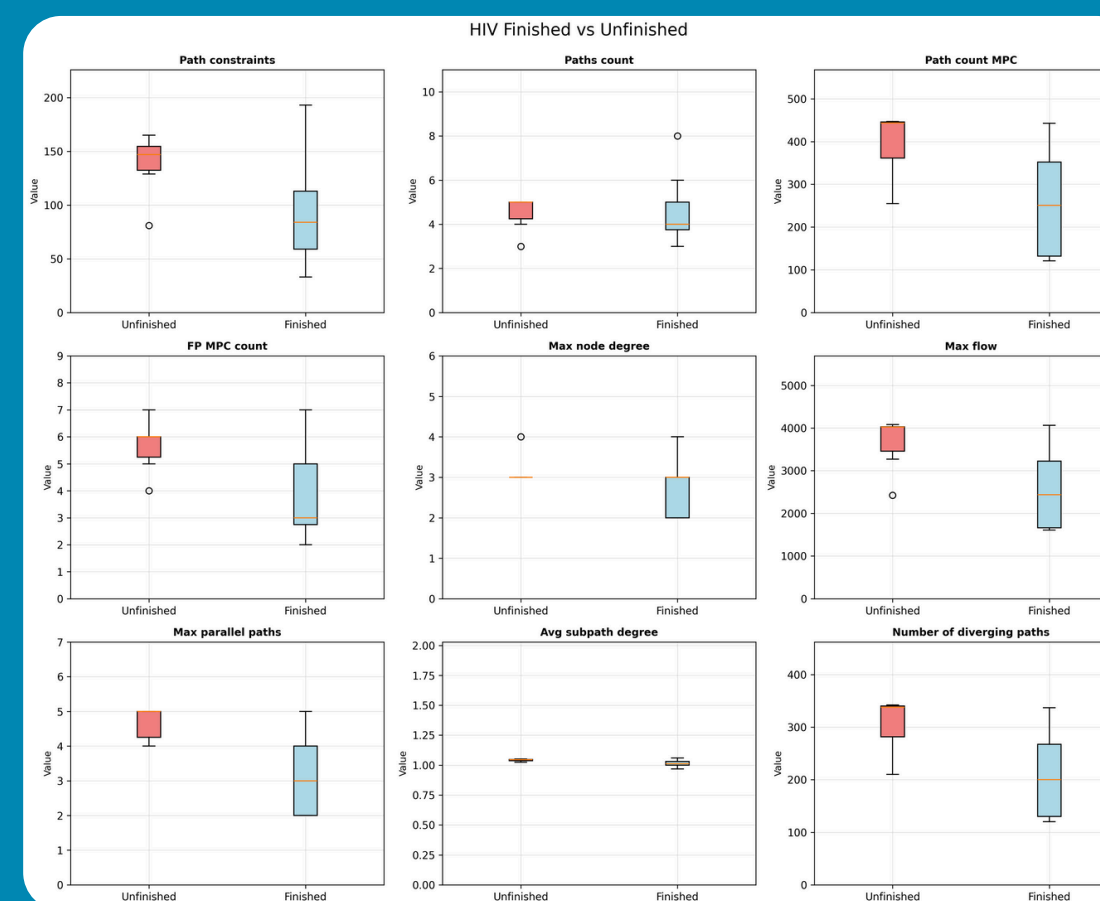 HIV Finished vs Unfinished
Path constraints
Value
200
150
100
50
0
Unfinished Finished
Paths count
10
8
6
4
2
0
Unfinished Finished
Path count MPC
Value
500
400
300
200
100
0
Unfinished Finished
FP MPC count
Value
9
8
7
6
5
4
3
2
1
0
Unfinished Finished
Max node degree
Value
6
5
4
3
2
1
0
Unfinished Finished
Max flow
Value
5000
4000
3000
2000
1000
0
Unfinished Finished
Max parallel paths
Value
7
6
5
4
3
2
1
0
Unfinished Finished
Avg subpath degree
Value
2.00
1.75
1.50
1.25
1.00
0.75
0.50
0.25
0.00
Unfinished Finished
Number of diverging paths
Value
400
300
200
100
0
Unfinished Finished